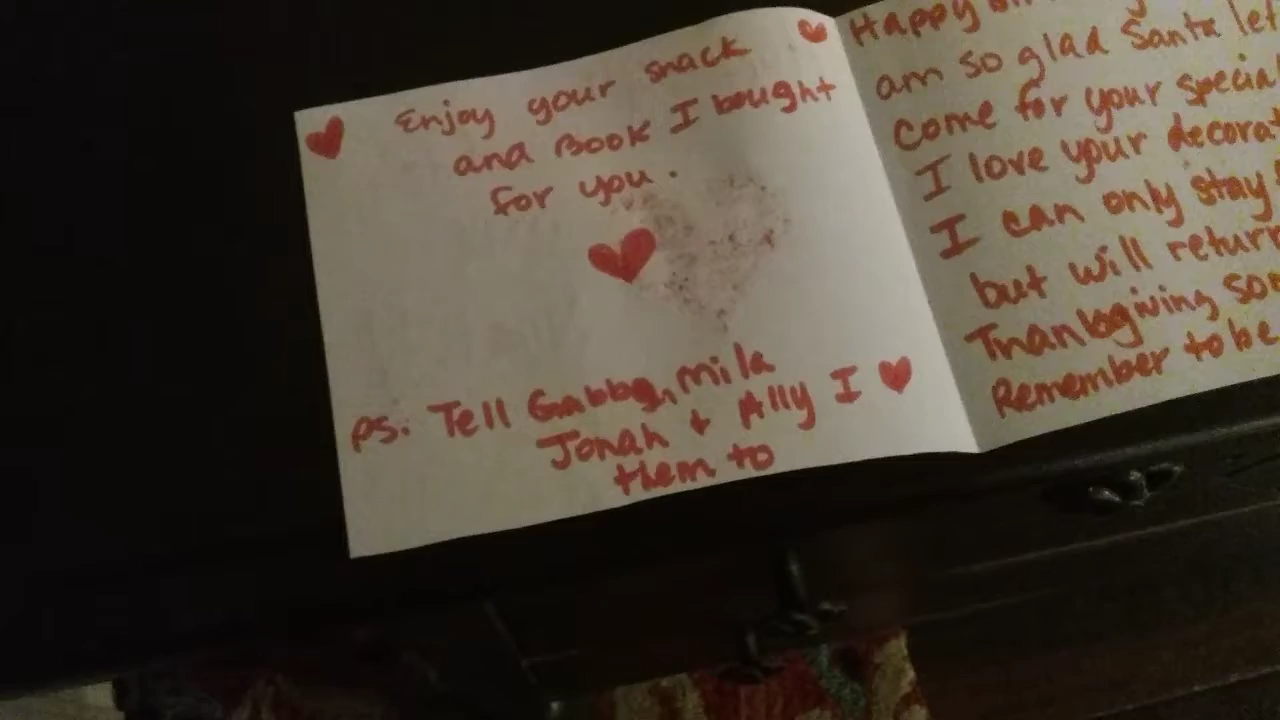 Enjoy your snack
and Book I bought
for you.
ps: Tell Gabby, Mila
Jonah + Ally I
them to
Happy
am so glad Santa let
come for your special
I love your
I can only stay
but will return
Thanksgiving
Remember to be